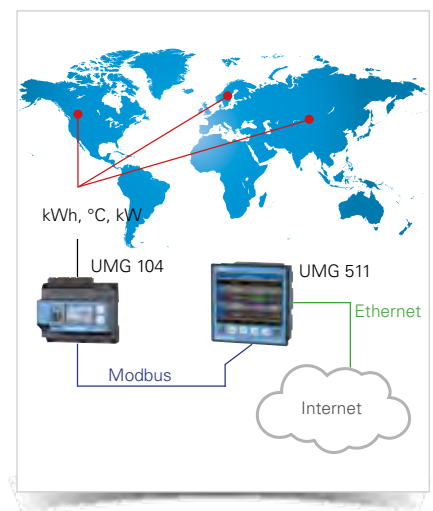 kWh, °C, kW
UMG 104
UMG 511
Ethernet
Modbus
Internet